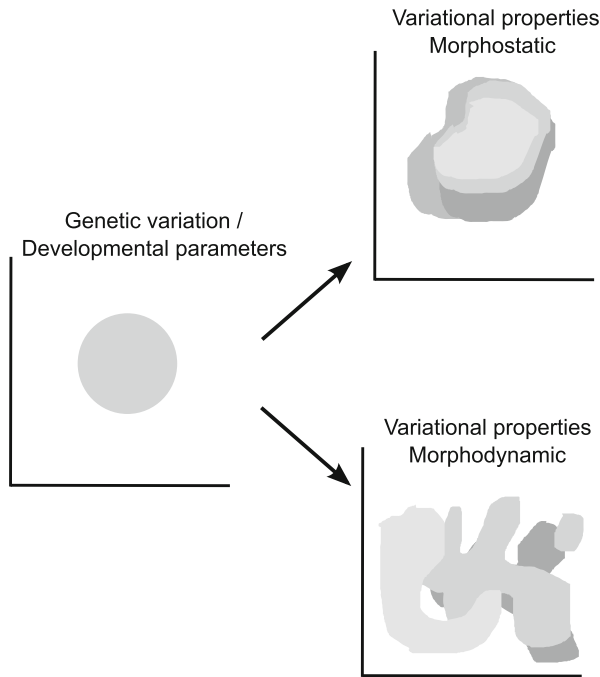 Variational properties
Morphostatic
Genetic variation /
Developmental parameters
Variational properties
Morphodynamic